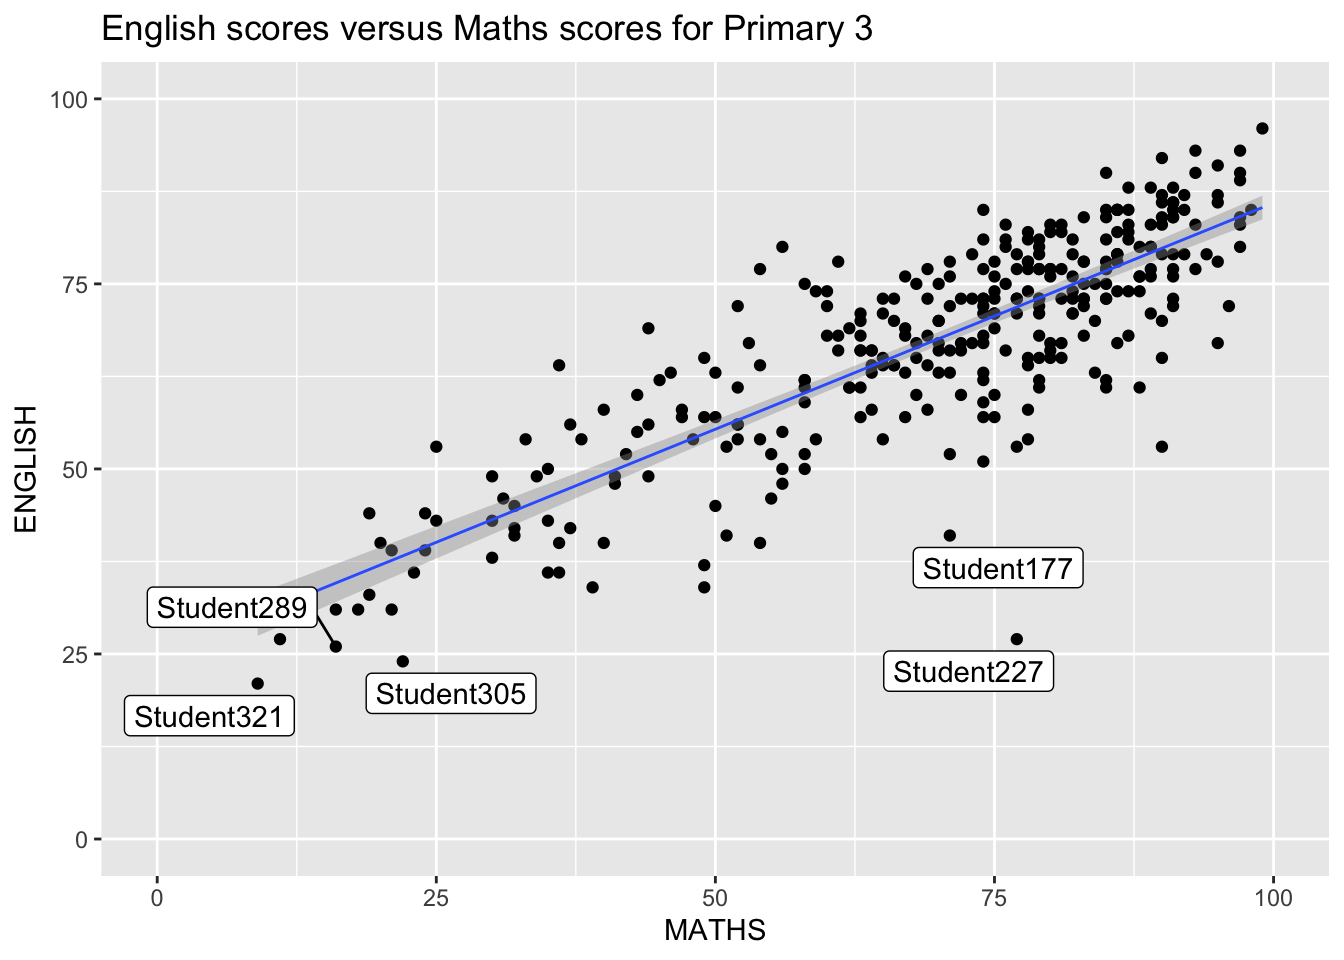 English scores versus Maths scores for Primary 3
100
75
50
25
0
ENGLISH
Student177
Student289
Student227
Student305
Student321
0
25
50
75
100
MATHS